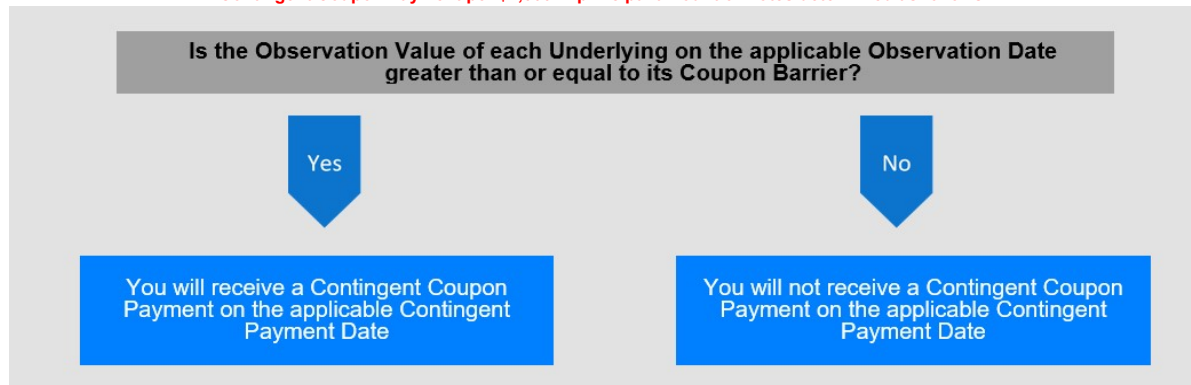 Is the Observation Value of each Underlying on the applicable Observation Date
greater than or equal to its Coupon Barrier?
Yes
No
You will receive a Contingent Coupon
Payment on the applicable Contingent
Payment Date
You will not receive a Contingent Coupon
Payment on the applicable Contingent
Payment Date